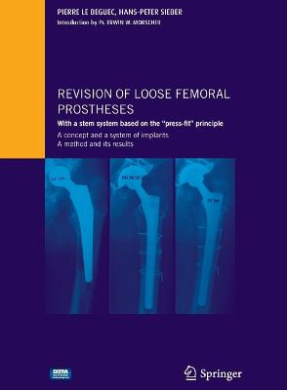 PIERRE LE BEGUEC, HANS-PETER SIEBER
Introduction by Pr. ERWIN W. MORSCHER
REVISION OF LOOSE FEMORAL
PROSTHESES
With a stem system based on the "press-fit" principle
A concept and a system of implants
A method and its results
Springer